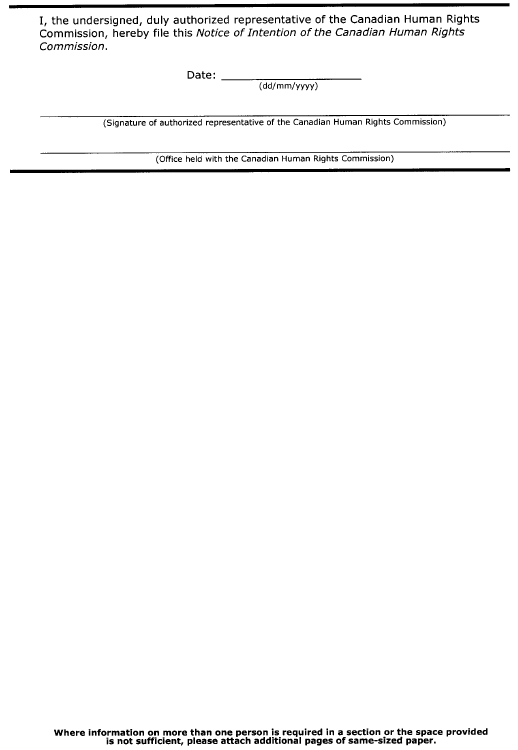 I, the undersigned, duly authorized representative of the Canadian Human Rights
Commission, hereby file this Notice of Intention of the Canadian Human Rights
Commission.
Date: ____________________
(dd/mm/yyyy)
(Signature of authorized representative of the Canadian Human Rights Commission)
(Office held with the Canadian Human Rights Commission)
Where information on more than one person is required in a section or the space provided
is not sufficient, please attach additional pages of same-sized paper.